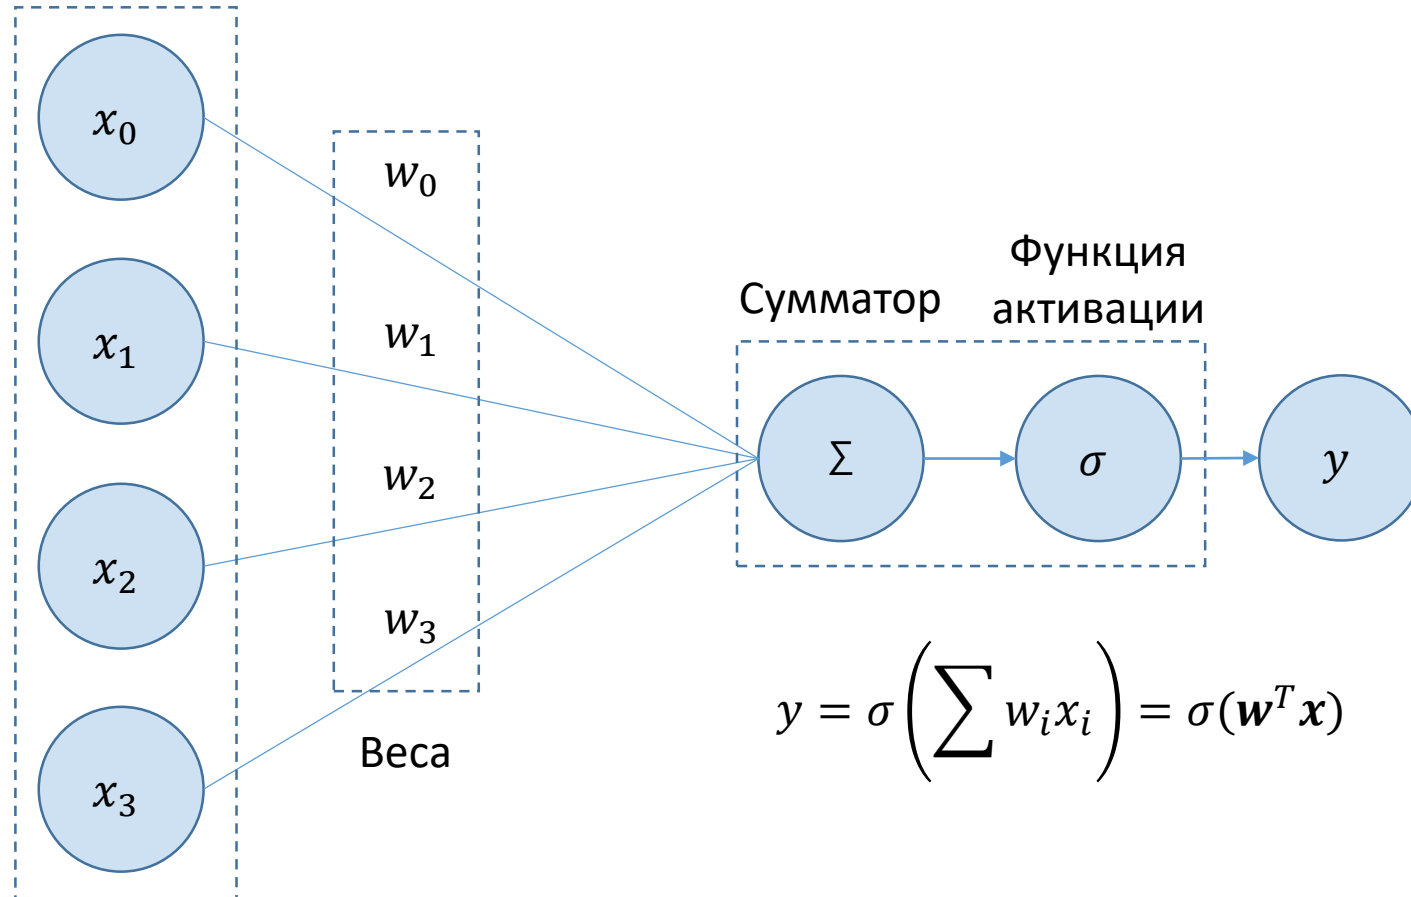 x₀
x₁
x₂
x₃
w₀
w₁
w₂
w₃
Веса
Сумматор
Функция
активации
∑
σ
y
y = σ(∑ wᵢxᵢ) = σ(𝒘ᵀ𝒙)